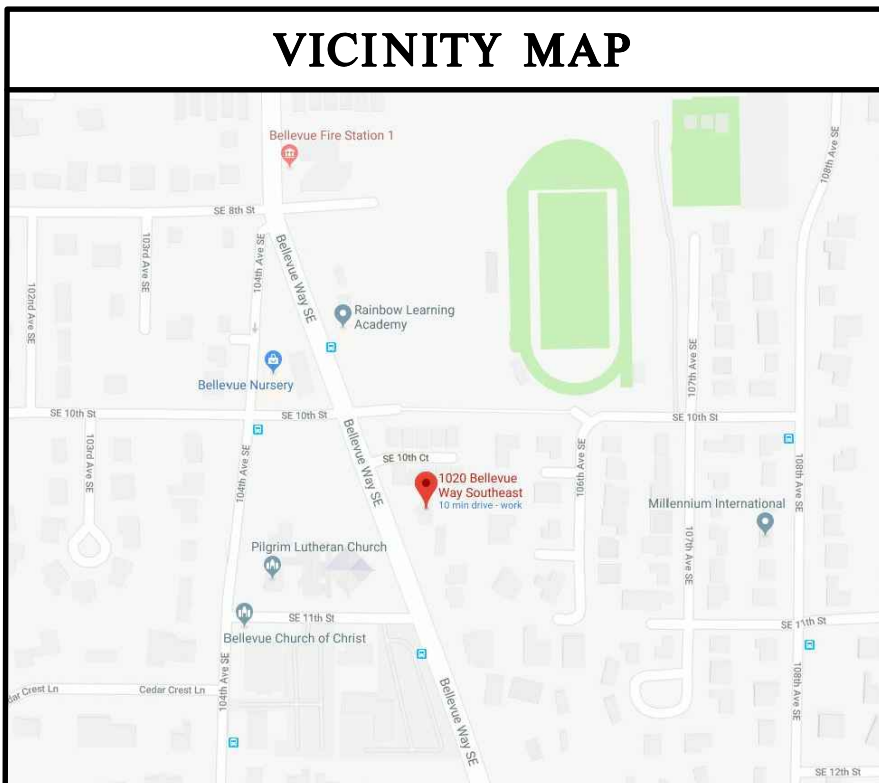 VICINITY MAP
Bellevue Fire Station 1
108th Ave SE
SE 8th St
103rd Ave SE
104th Ave SE
Bellevue Way SE
102nd Ave SE
Rainbow Learning
Academy
107th Ave SE
Bellevue Nursery
SE 10th St
SE 10th St
SE 10th St
103rd Ave SE
104th Ave SE
Bellevue Way SE
SE 10th Ct
106th Ave SE
108th Ave SE
1020 Bellevue
Way Southeast
10 min drive - work
Millennium International
107th Ave SE
Pilgrim Lutheran Church
SE 11th St
SE 11th St
Bellevue Church of Christ
104th Ave SE
108th Ave SE
Crest Ln
Cedar Crest Ln
Bellevue Way SE
SE 12th St